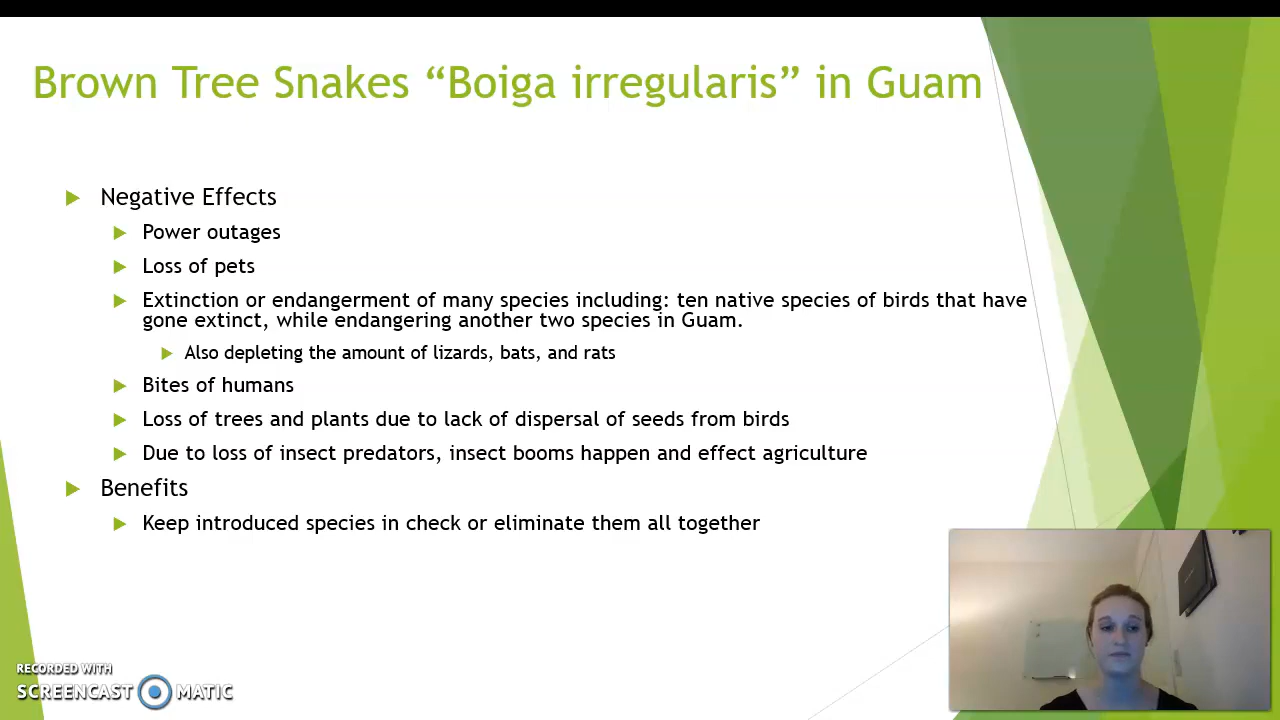 Brown Tree Snakes “Boiga irregularis” in Guam
Negative Effects
Power outages
Loss of pets
Extinction or endangerment of many species including: ten native species of birds that have
gone extinct, while endangering another two species in Guam.
Also depleting the amount of lizards, bats, and rats
Bites of humans
Loss of trees and plants due to lack of dispersal of seeds from birds
Due to loss of insect predators, insect booms happen and effect agriculture
Benefits
Keep introduced species in check or eliminate them all together
RECORDED WITH
SCREENCAST MATIC